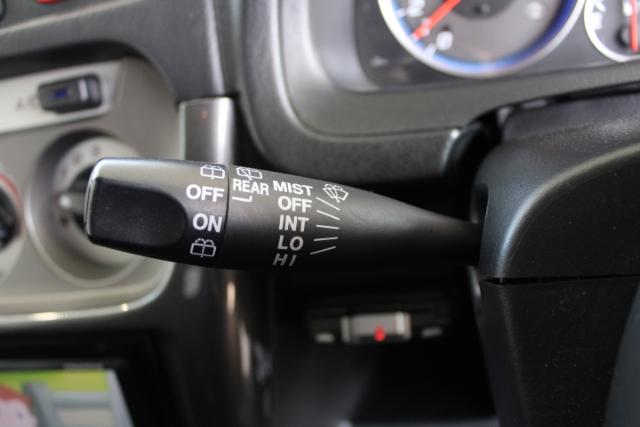 A/C
OFF
ON
REAR
MIST
OFF
INT
LO
HI